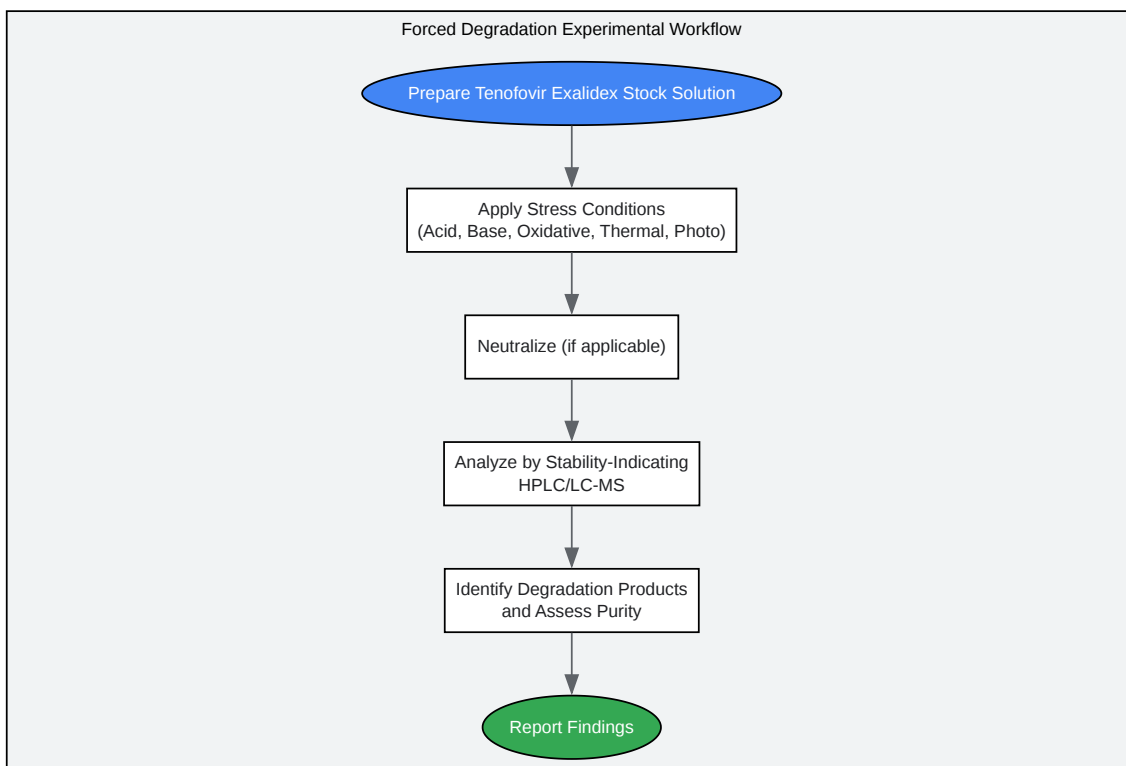 Forced Degradation Experimental Workflow
Prepare Tenofovir Exalidex Stock Solution
Apply Stress Conditions
(Acid, Base, Oxidative, Thermal, Photo)
Neutralize (if applicable)
Analyze by Stability-Indicating
HPLC/LC-MS
Identify Degradation Products
and Assess Purity
Report Findings